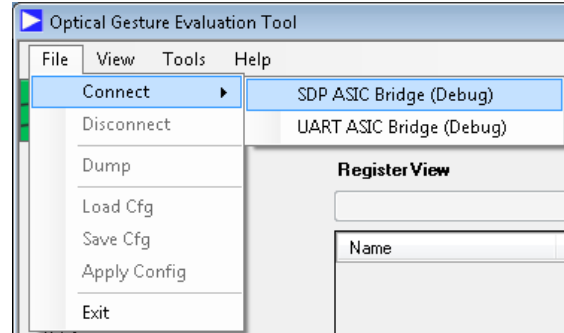 Optical Gesture Evaluation Tool
File View Tools Help
Connect SDP ASIC Bridge (Debug)
Disconnect UART ASIC Bridge (Debug)
Dump Register View
Load Cfg
Save Cfg Name
Apply Config
Exit